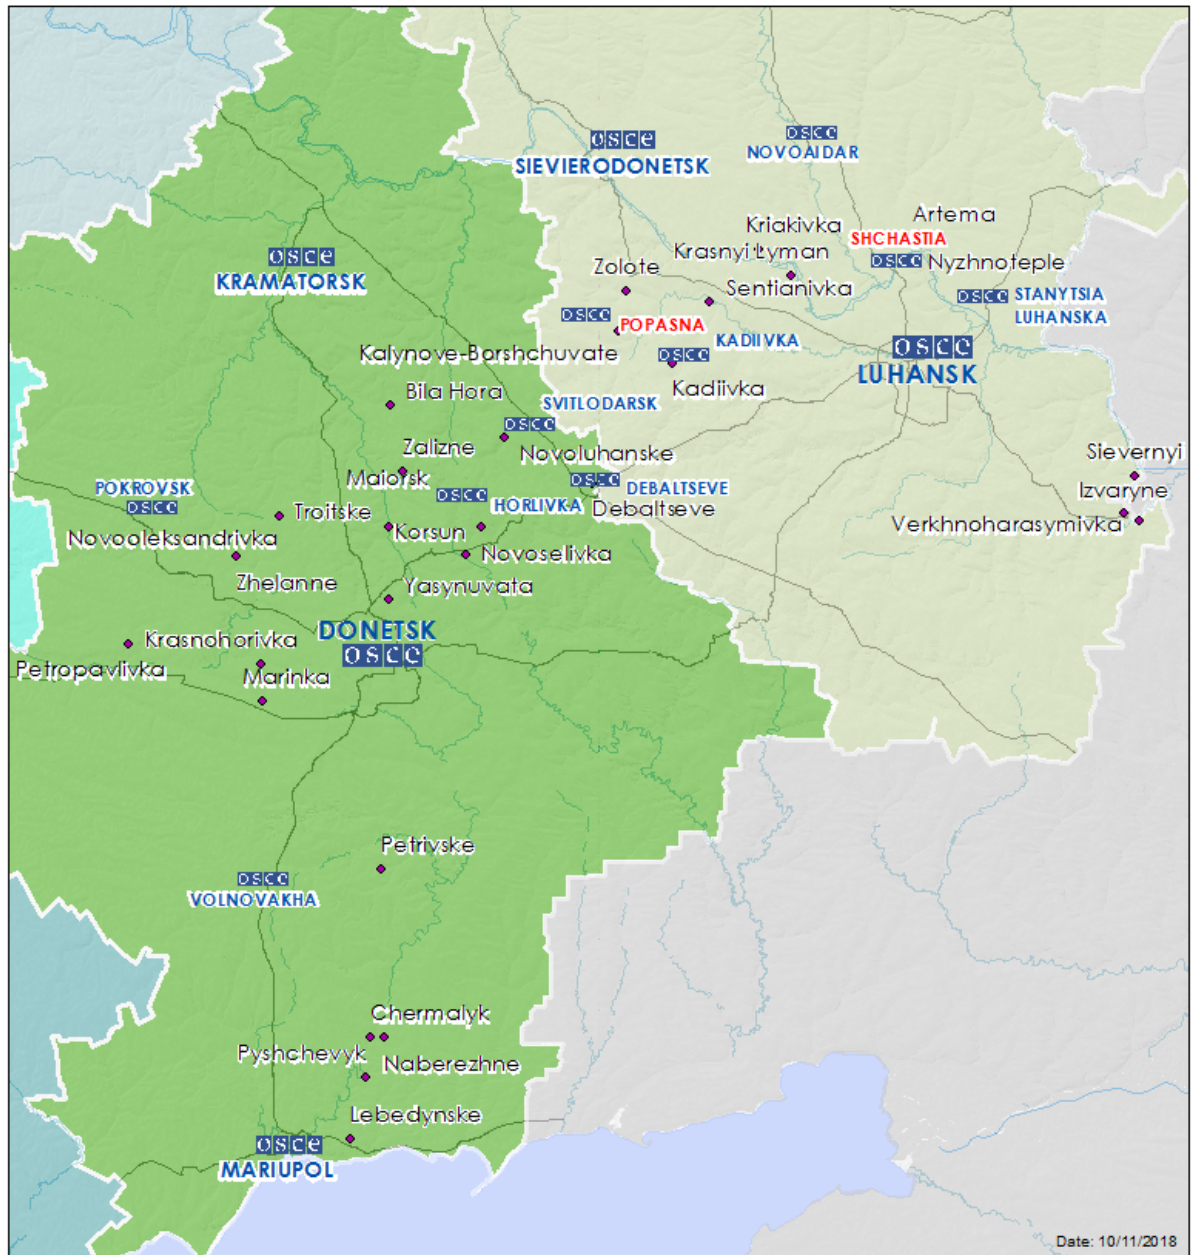 OSCE
SIEVIERODONETSK
OSCE
NOVOAIDAR
Artema
Kriakivka
SHCHASTIA
OSCE
Krasnyi Lyman
Nyzhnoteple
OSCE
KRAMATORSK
Zolote
Sentianivka
OSCE
STANYTSIA
LUHANSKA
OSCE
POPASNA
KADIIVKA
OSCE
OSCE
LUHANSK
Kalynove-Borshchuvate
Kadiivka
Bila Hora
SVITLODARSK
OSCE
Zalizne
Novoluhanske
Sievernyi
Maiorsk
OSCE
DEBALTSEVE
Debaltseve
POKROVSK
OSCE
OSCE
HORLIVKA
Izvaryne
Verkhnoharasymivka
Troitske
Korsun
Novooleksandrivka
Novoselivka
Zhelanne
Yasynuvata
DONETSK
OSCE
Krasnohorivka
Petropavlivka
Marinka
Petrivske
OSCE
VOLNOVAKHA
Chermalyk
Pyshchevyk
Naberezhne
Lebedynske
OSCE
MARIUPOL
Date: 10/11/2018